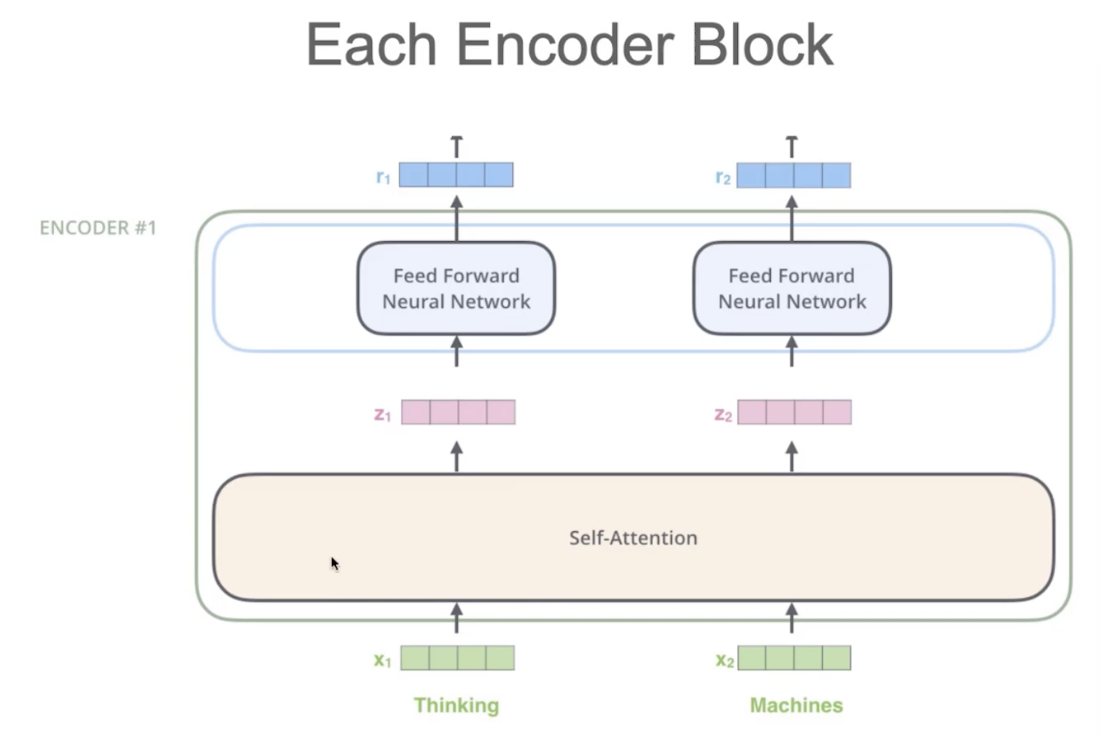 Each Encoder Block
r₁
r₂
ENCODER #1
Feed Forward
Neural Network
Feed Forward
Neural Network
z₁
z₂
Self-Attention
x₁
x₂
Thinking
Machines